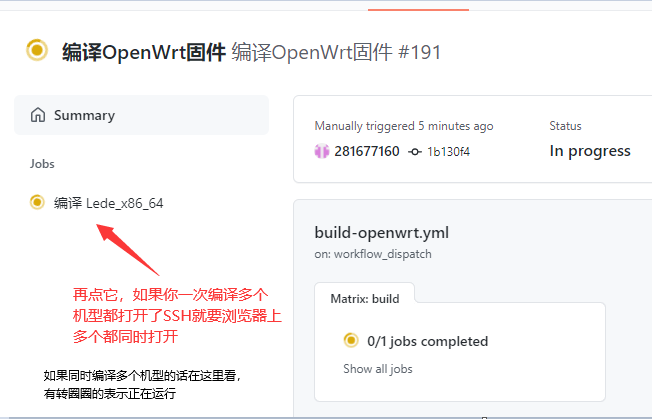 编译OpenWrt固件 编译OpenWrt固件 #191
Summary
Jobs
编译 Lede_x86_64
再点它，如果你一次编译多个
机型都打开了SSH就要浏览器上
多个都同时打开
如果同时编译多个机型的话在这里看，
有转圈圈的表示正在运行
Manually triggered 5 minutes ago
281677160 1b130f4
Status
In progress
build-openwrt.yml
on: workflow_dispatch
Matrix: build
0/1 jobs completed
Show all jobs